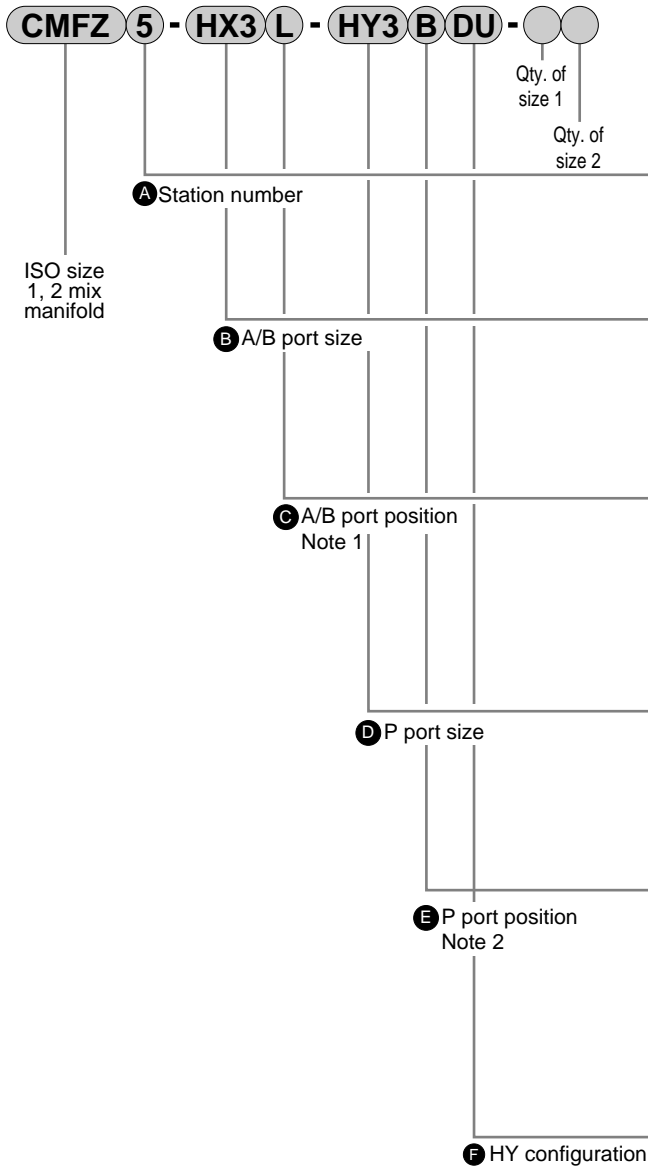 CMFZ 5 - HX3 L - HY3 B DU -
Qty. of
size 1
Qty. of
size 2
A Station number
ISO size
1, 2 mix
manifold
B A/B port size
C A/B port position
Note 1
D P port size
E P port position
Note 2
F HY configuration